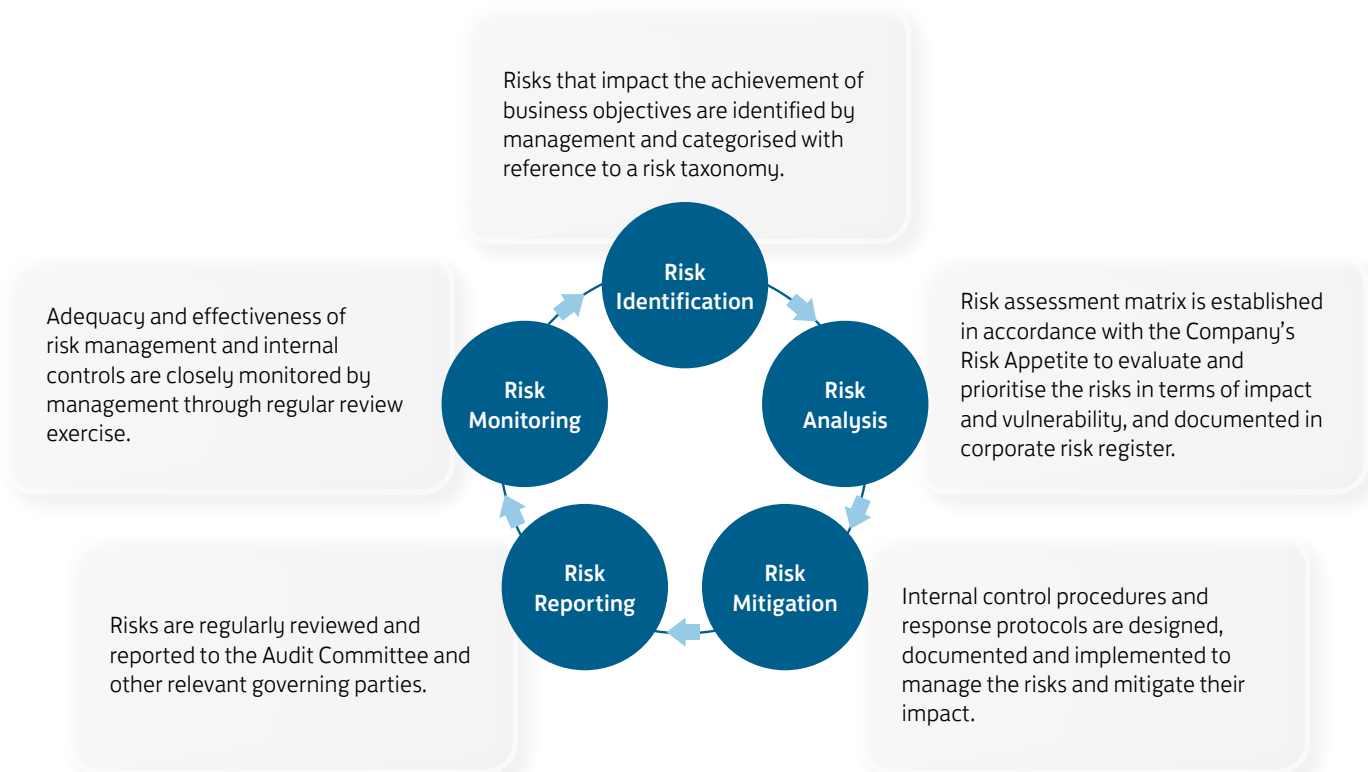 Risks that impact the achievement of
business objectives are identified by
management and categorised with
reference to a risk taxonomy.
Risk
Identification
Risk assessment matrix is established
in accordance with the Company's
Risk Appetite to evaluate and
prioritise the risks in terms of impact
and vulnerability, and documented in
corporate risk register.
Risk
Analysis
Internal control procedures and
response protocols are designed,
documented and implemented to
manage the risks and mitigate their
impact.
Risk
Mitigation
Risks are regularly reviewed and
reported to the Audit Committee and
other relevant governing parties.
Risk
Reporting
Adequacy and effectiveness of
risk management and internal
controls are closely monitored by
management through regular review
exercise.
Risk
Monitoring